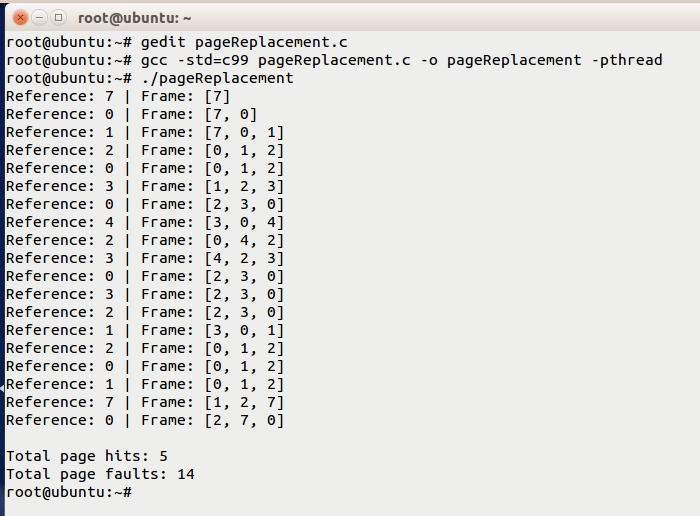 root@ubuntu: ~
root@ubuntu:~# gedit pageReplacement.c
root@ubuntu:~# gcc -std=c99 pageReplacement.c -o pageReplacement -pthread
root@ubuntu:~# ./pageReplacement
Reference: 7 | Frame: [7]
Reference: 0 | Frame: [7, 0]
Reference: 1 | Frame: [7, 0, 1]
Reference: 2 | Frame: [0, 1, 2]
Reference: 0 | Frame: [0, 1, 2]
Reference: 3 | Frame: [1, 2, 3]
Reference: 0 | Frame: [2, 3, 0]
Reference: 4 | Frame: [3, 0, 4]
Reference: 2 | Frame: [0, 4, 2]
Reference: 3 | Frame: [4, 2, 3]
Reference: 0 | Frame: [2, 3, 0]
Reference: 3 | Frame: [2, 3, 0]
Reference: 2 | Frame: [2, 3, 0]
Reference: 1 | Frame: [3, 0, 1]
Reference: 2 | Frame: [0, 1, 2]
Reference: 0 | Frame: [0, 1, 2]
Reference: 1 | Frame: [0, 1, 2]
Reference: 7 | Frame: [1, 2, 7]
Reference: 0 | Frame: [2, 7, 0]
Total page hits: 5
Total page faults: 14
root@ubuntu:~#